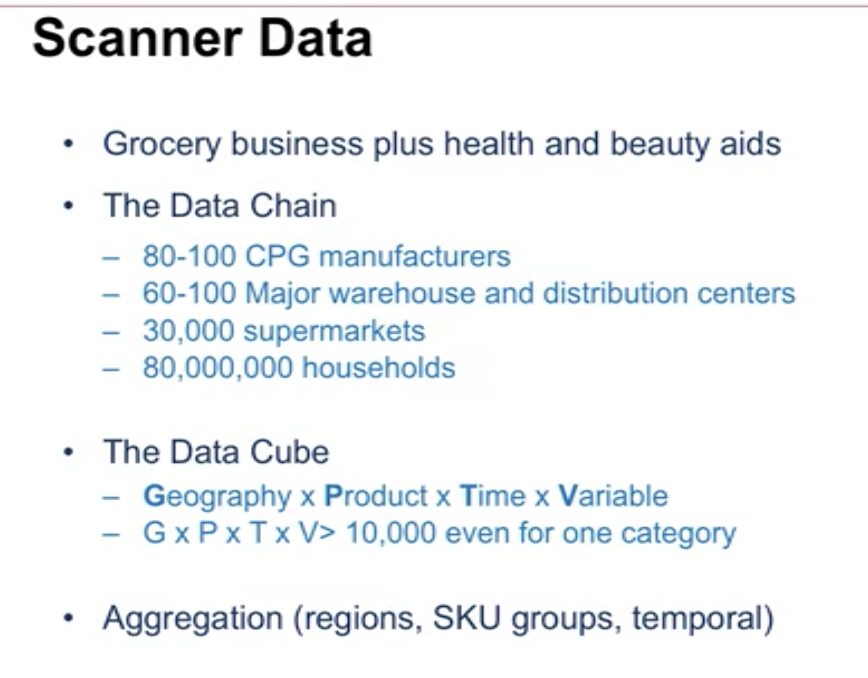 Scanner Data
• Grocery business plus health and beauty aids
• The Data Chain
– 80-100 CPG manufacturers
– 60-100 Major warehouse and distribution centers
– 30,000 supermarkets
– 80,000,000 households
• The Data Cube
– Geography x Product x Time x Variable
– G x P x T x V> 10,000 even for one category
• Aggregation (regions, SKU groups, temporal)